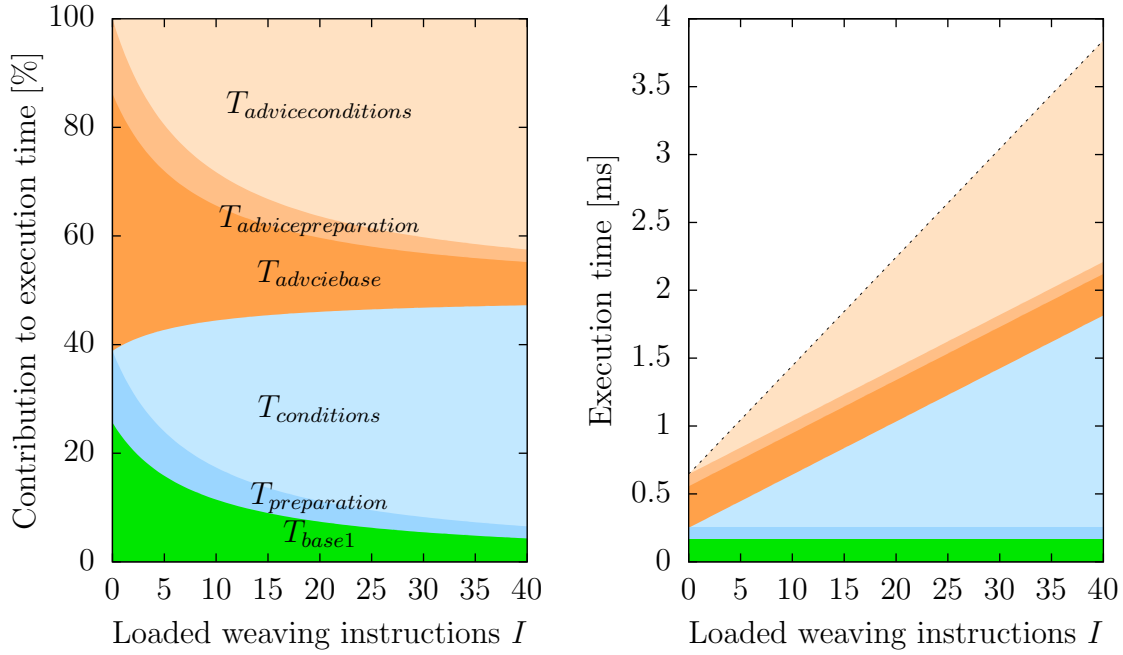 Contribution to execution time [%]
100
80
60
40
20
0
T_adviceconditions
T_advicepreparation
T_advciebase
T_conditions
T_preparation
T_base1
0 5 10 15 20 25 30 35 40
Loaded weaving instructions I
Execution time [ms]
4
3.5
3
2.5
2
1.5
1
0.5
0
0 5 10 15 20 25 30 35 40
Loaded weaving instructions I